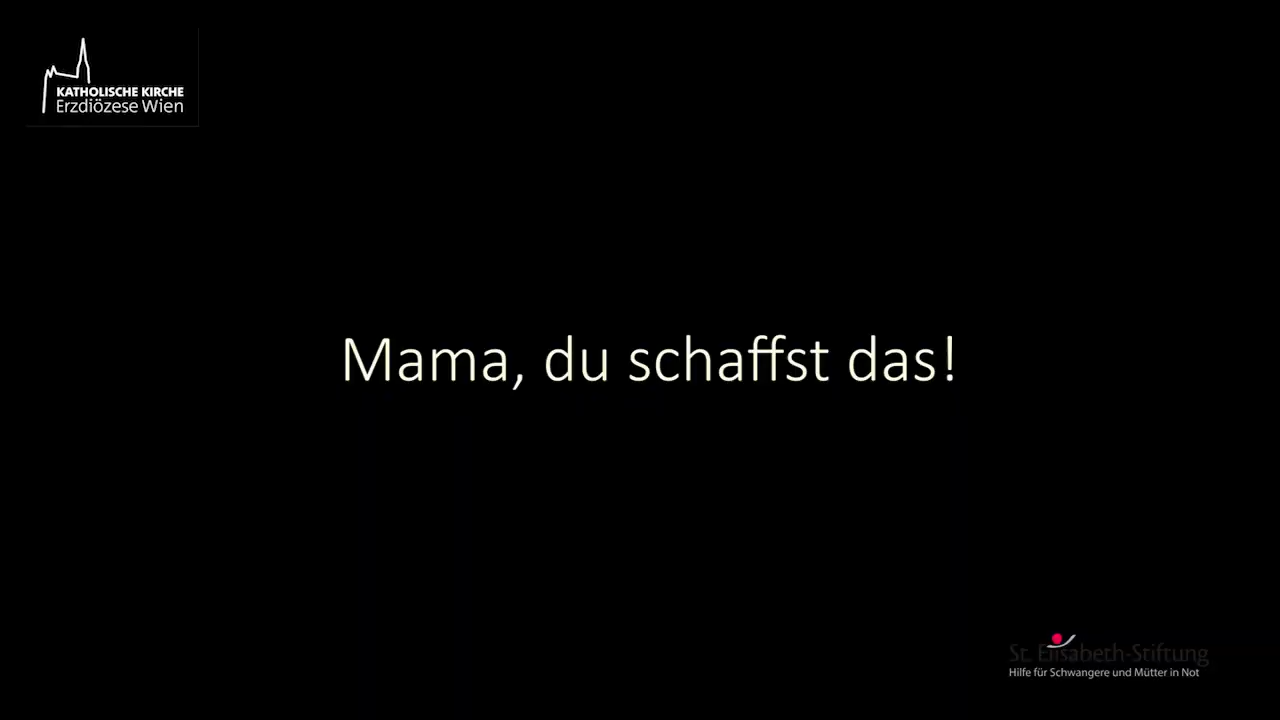 KATHOLISCHE KIRCHE
Erzdiözese Wien
Mama, du schaffst das!
St. Elisabeth-Stiftung
Hilfe für Schwangere und Mütter in Not